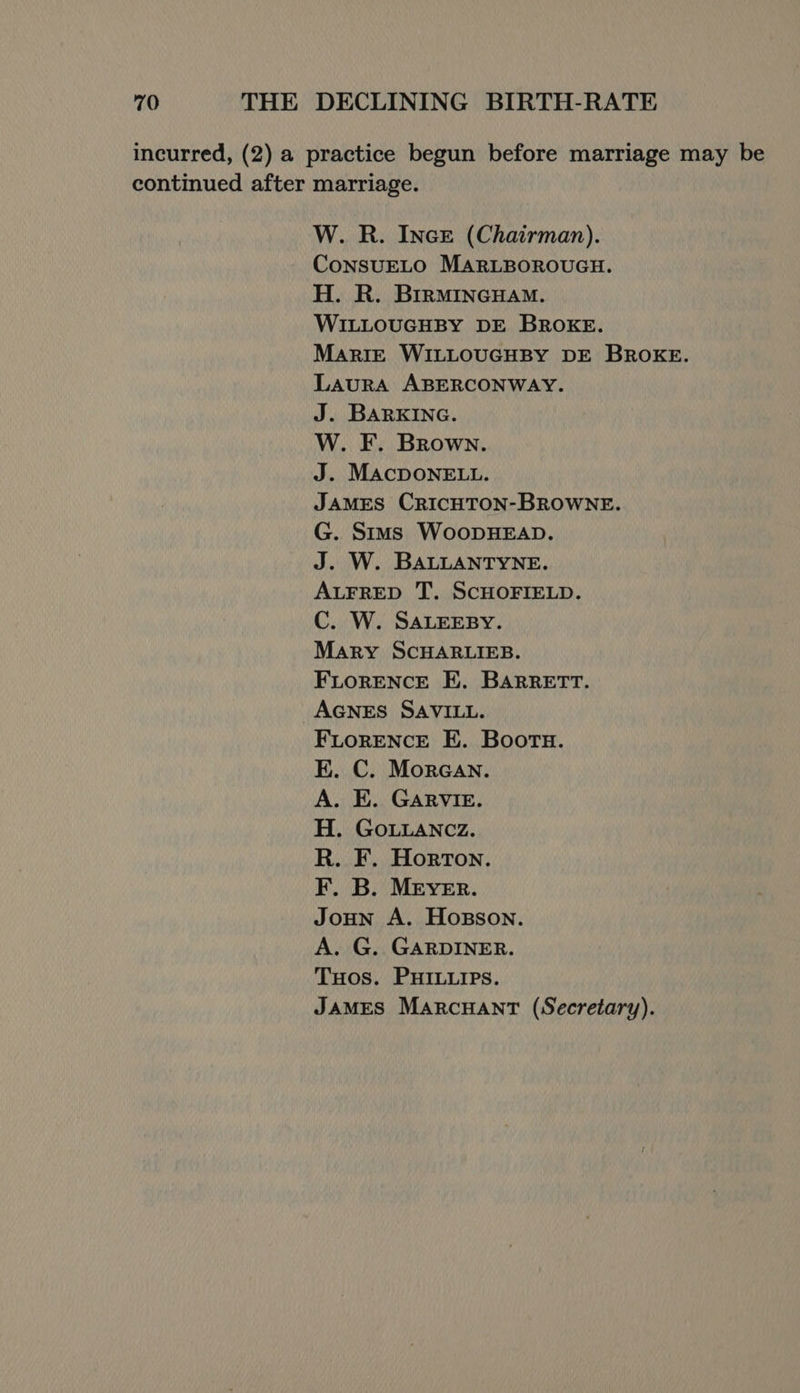 70 THE DECLINING BIRTH-RATE
incurred, (2) a practice begun before marriage may be
continued after marriage.
W. R. INGE (Chairman).
CONSUELO MARLBOROUGH.
H. R. BIRMINGHAM.
WILLOUGHBY DE BROKE.
MARIE WILLOUGHBY DE BROKE.
LAURA ABERCONWAY.
J. BARKING.
W. F. BROWN.
J. MACDONELL.
JAMES CRICHTON-BROWNE.
G. SIMS WOODHEAD.
J. W. BALLANTYNE.
ALFRED T. SCHOFIELD.
C. W. SALEEBY.
MARY SCHARLIEB.
FLORENCE E. BARRETT.
AGNES SAVILL.
FLORENCE E. BOOTH.
E. C. MORGAN.
A. E. GARVIE.
H. GOLLANCZ.
R. F. HORTON.
F. B. MEYER.
JOHN A. HOBSON.
A. G. GARDINER.
THOS. PHILLIPS.
JAMES MARCHANT (Secretary).